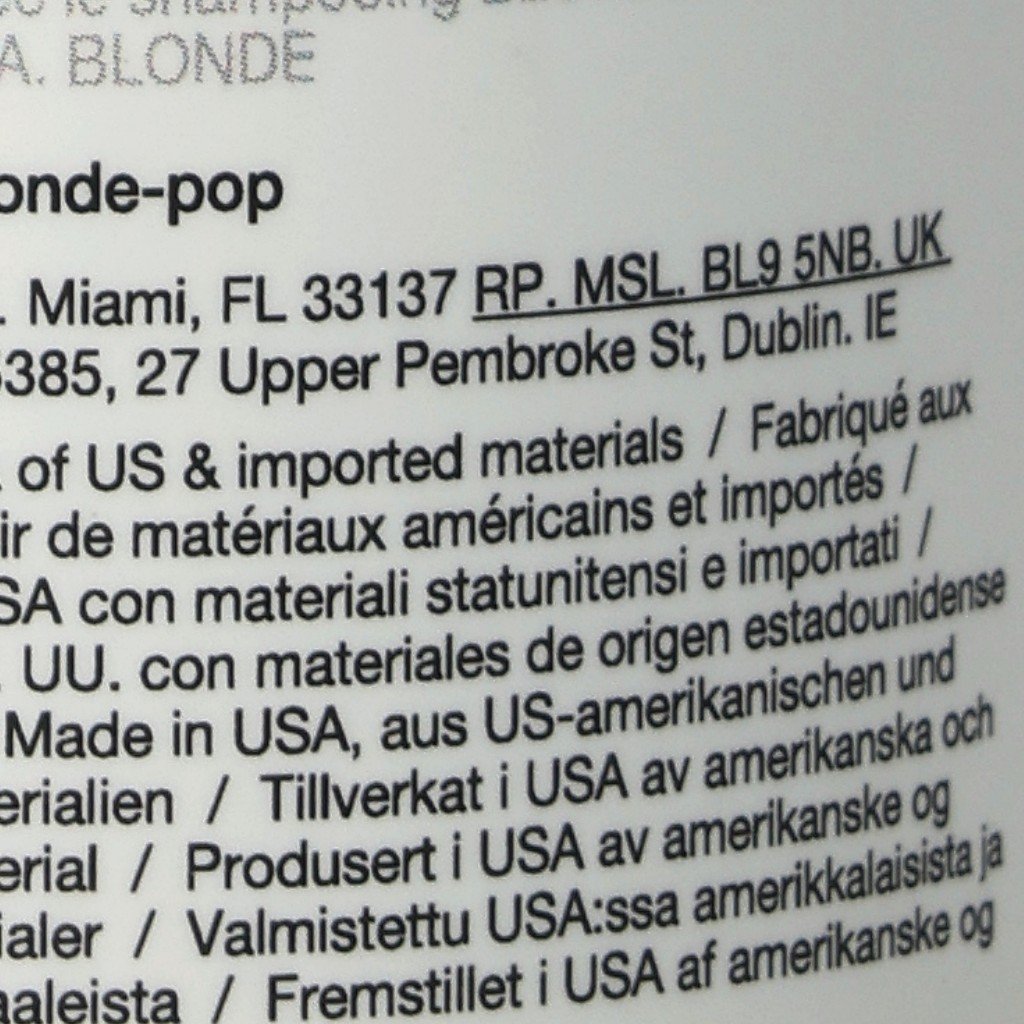 le shampooing
A. BLONDE
onde-pop
. Miami, FL 33137 RP. MSL. BL9 5NB. UK
5385, 27 Upper Pembroke St, Dublin. IE
of US & imported materials / Fabriqué aux
ir de matériaux américains et importés /
SA con materiali statunitensi e importati /
. UU. con materiales de origen estadounidense
Made in USA, aus US-amerikanischen und
erialien / Tillverkat i USA av amerikanska och
erial / Produsert i USA av amerikanske og
ialer / Valmistettu USA:ssa amerikkalaisista ja
aaleista / Fremstillet i USA af amerikanske og